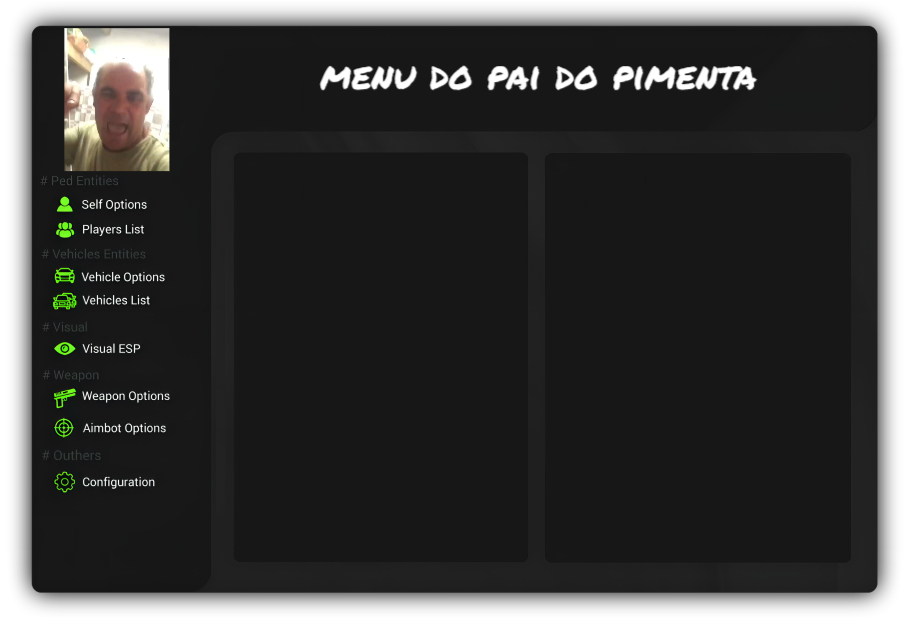 MENU DO PAI DO PIMENTA
# Ped Entities
Self Options
Players List
# Vehicles Entities
Vehicle Options
Vehicles List
# Visual
Visual ESP
# Weapon
Weapon Options
Aimbot Options
# Outhers
Configuration